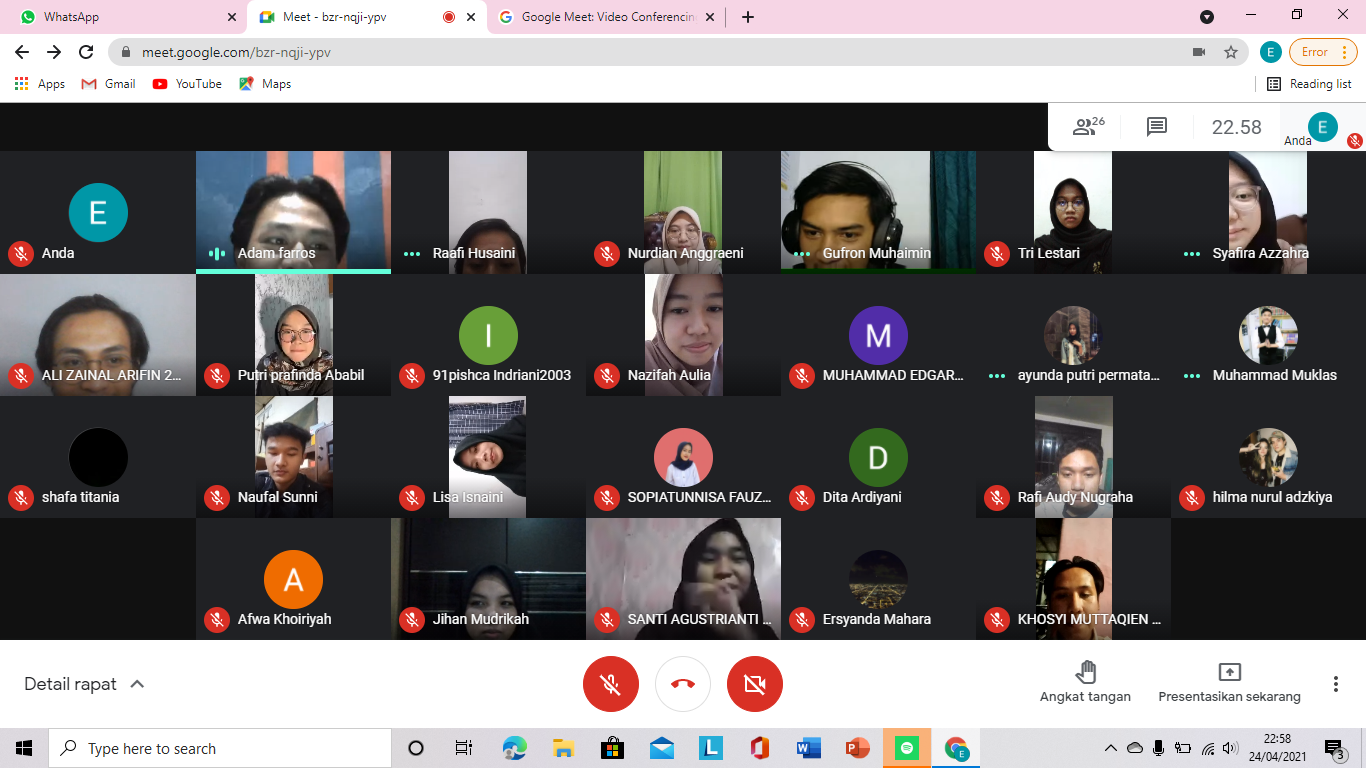 WhatsApp
Meet - bzr-nqji-ypv
Google Meet: Video Conferencin
meet.google.com/bzr-nqji-ypv
E
Error
Apps
Gmail
YouTube
Maps
Reading list
26
22.58
E
Anda
E
Anda
Adam farros
Raafi Husaini
Nurdian Anggraeni
Gufron Muhaimin
Tri Lestari
Syafira Azzahra
ALI ZAINAL ARIFIN 2...
Putri prafinda Ababil
I
91pishca Indriani2003
Nazifah Aulia
M
MUHAMMAD EDGAR...
ayunda putri permata...
Muhammad Muklas
shafa titania
Naufal Sunni
Lisa Isnaini
SOPIATUNNISA FAUZ...
D
Dita Ardiyani
Rafi Audy Nugraha
hilma nurul adzkiya
A
Afwa Khoiriyah
Jihan Mudrikah
SANTI AGUSTRIANTI ...
Ersyanda Mahara
KHOSYI MUTTAQIEN ...
Detail rapat
Angkat tangan
Presentasikan sekarang
Type here to search
22:58
24/04/2021
3